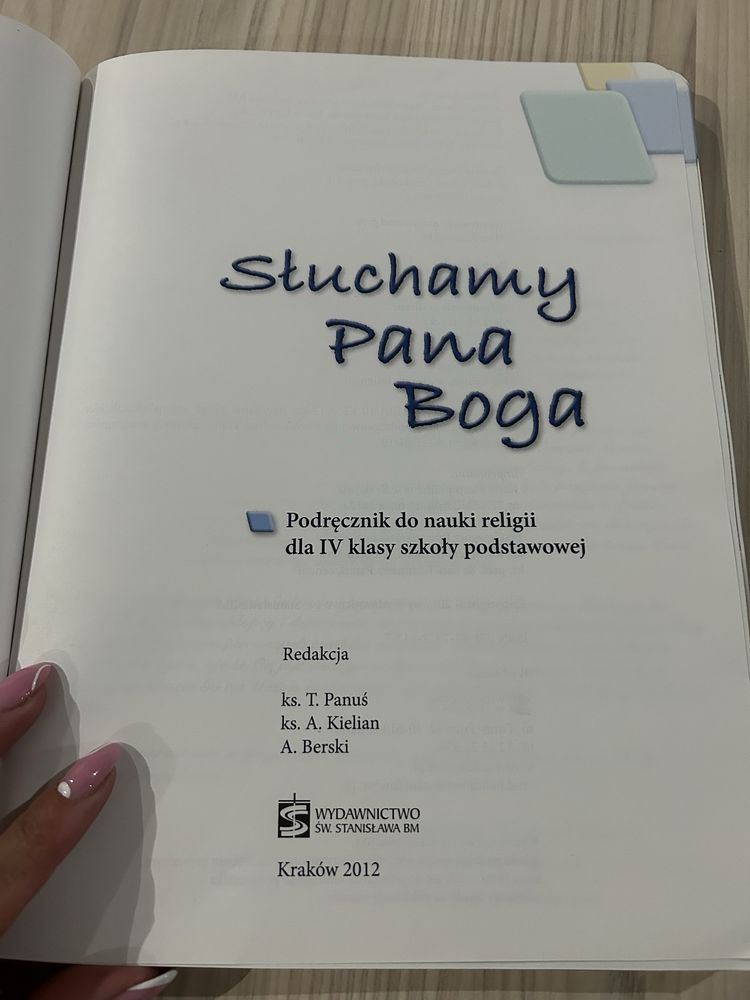 Słuchamy
Pana
Boga
Podręcznik do nauki religii
dla IV klasy szkoły podstawowej
Redakcja
ks. T. Panuś
ks. A. Kielian
A. Berski
WYDAWNICTWO
ŚW. STANISŁAWA BM
Kraków 2012